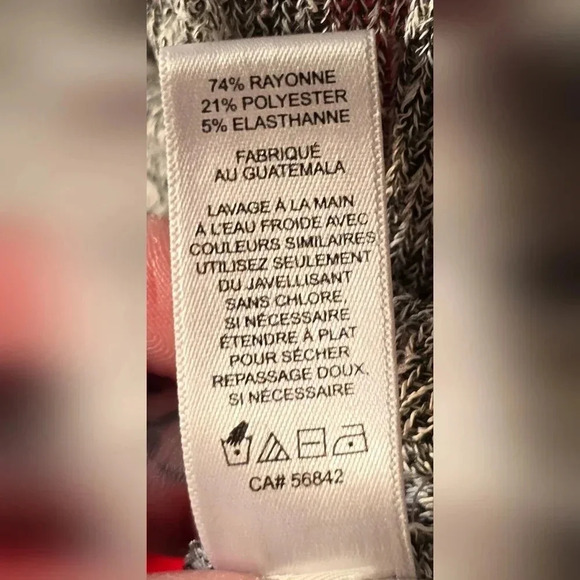 74% RAYONNE
21% POLYESTER
5% ELASTHANNE
FABRIQUÉ
AU GUATEMALA
LAVAGE À LA MAIN
À L'EAU FROIDE AVEC
COULEURS SIMILAIRES
UTILISEZ SEULEMENT
DU JAVELLISANT
SANS CHLORE,
SI NÉCESSAIRE
ÉTENDRE À PLAT
POUR SÉCHER
REPASSAGE DOUX,
SI NÉCESSAIRE
CA# 56842